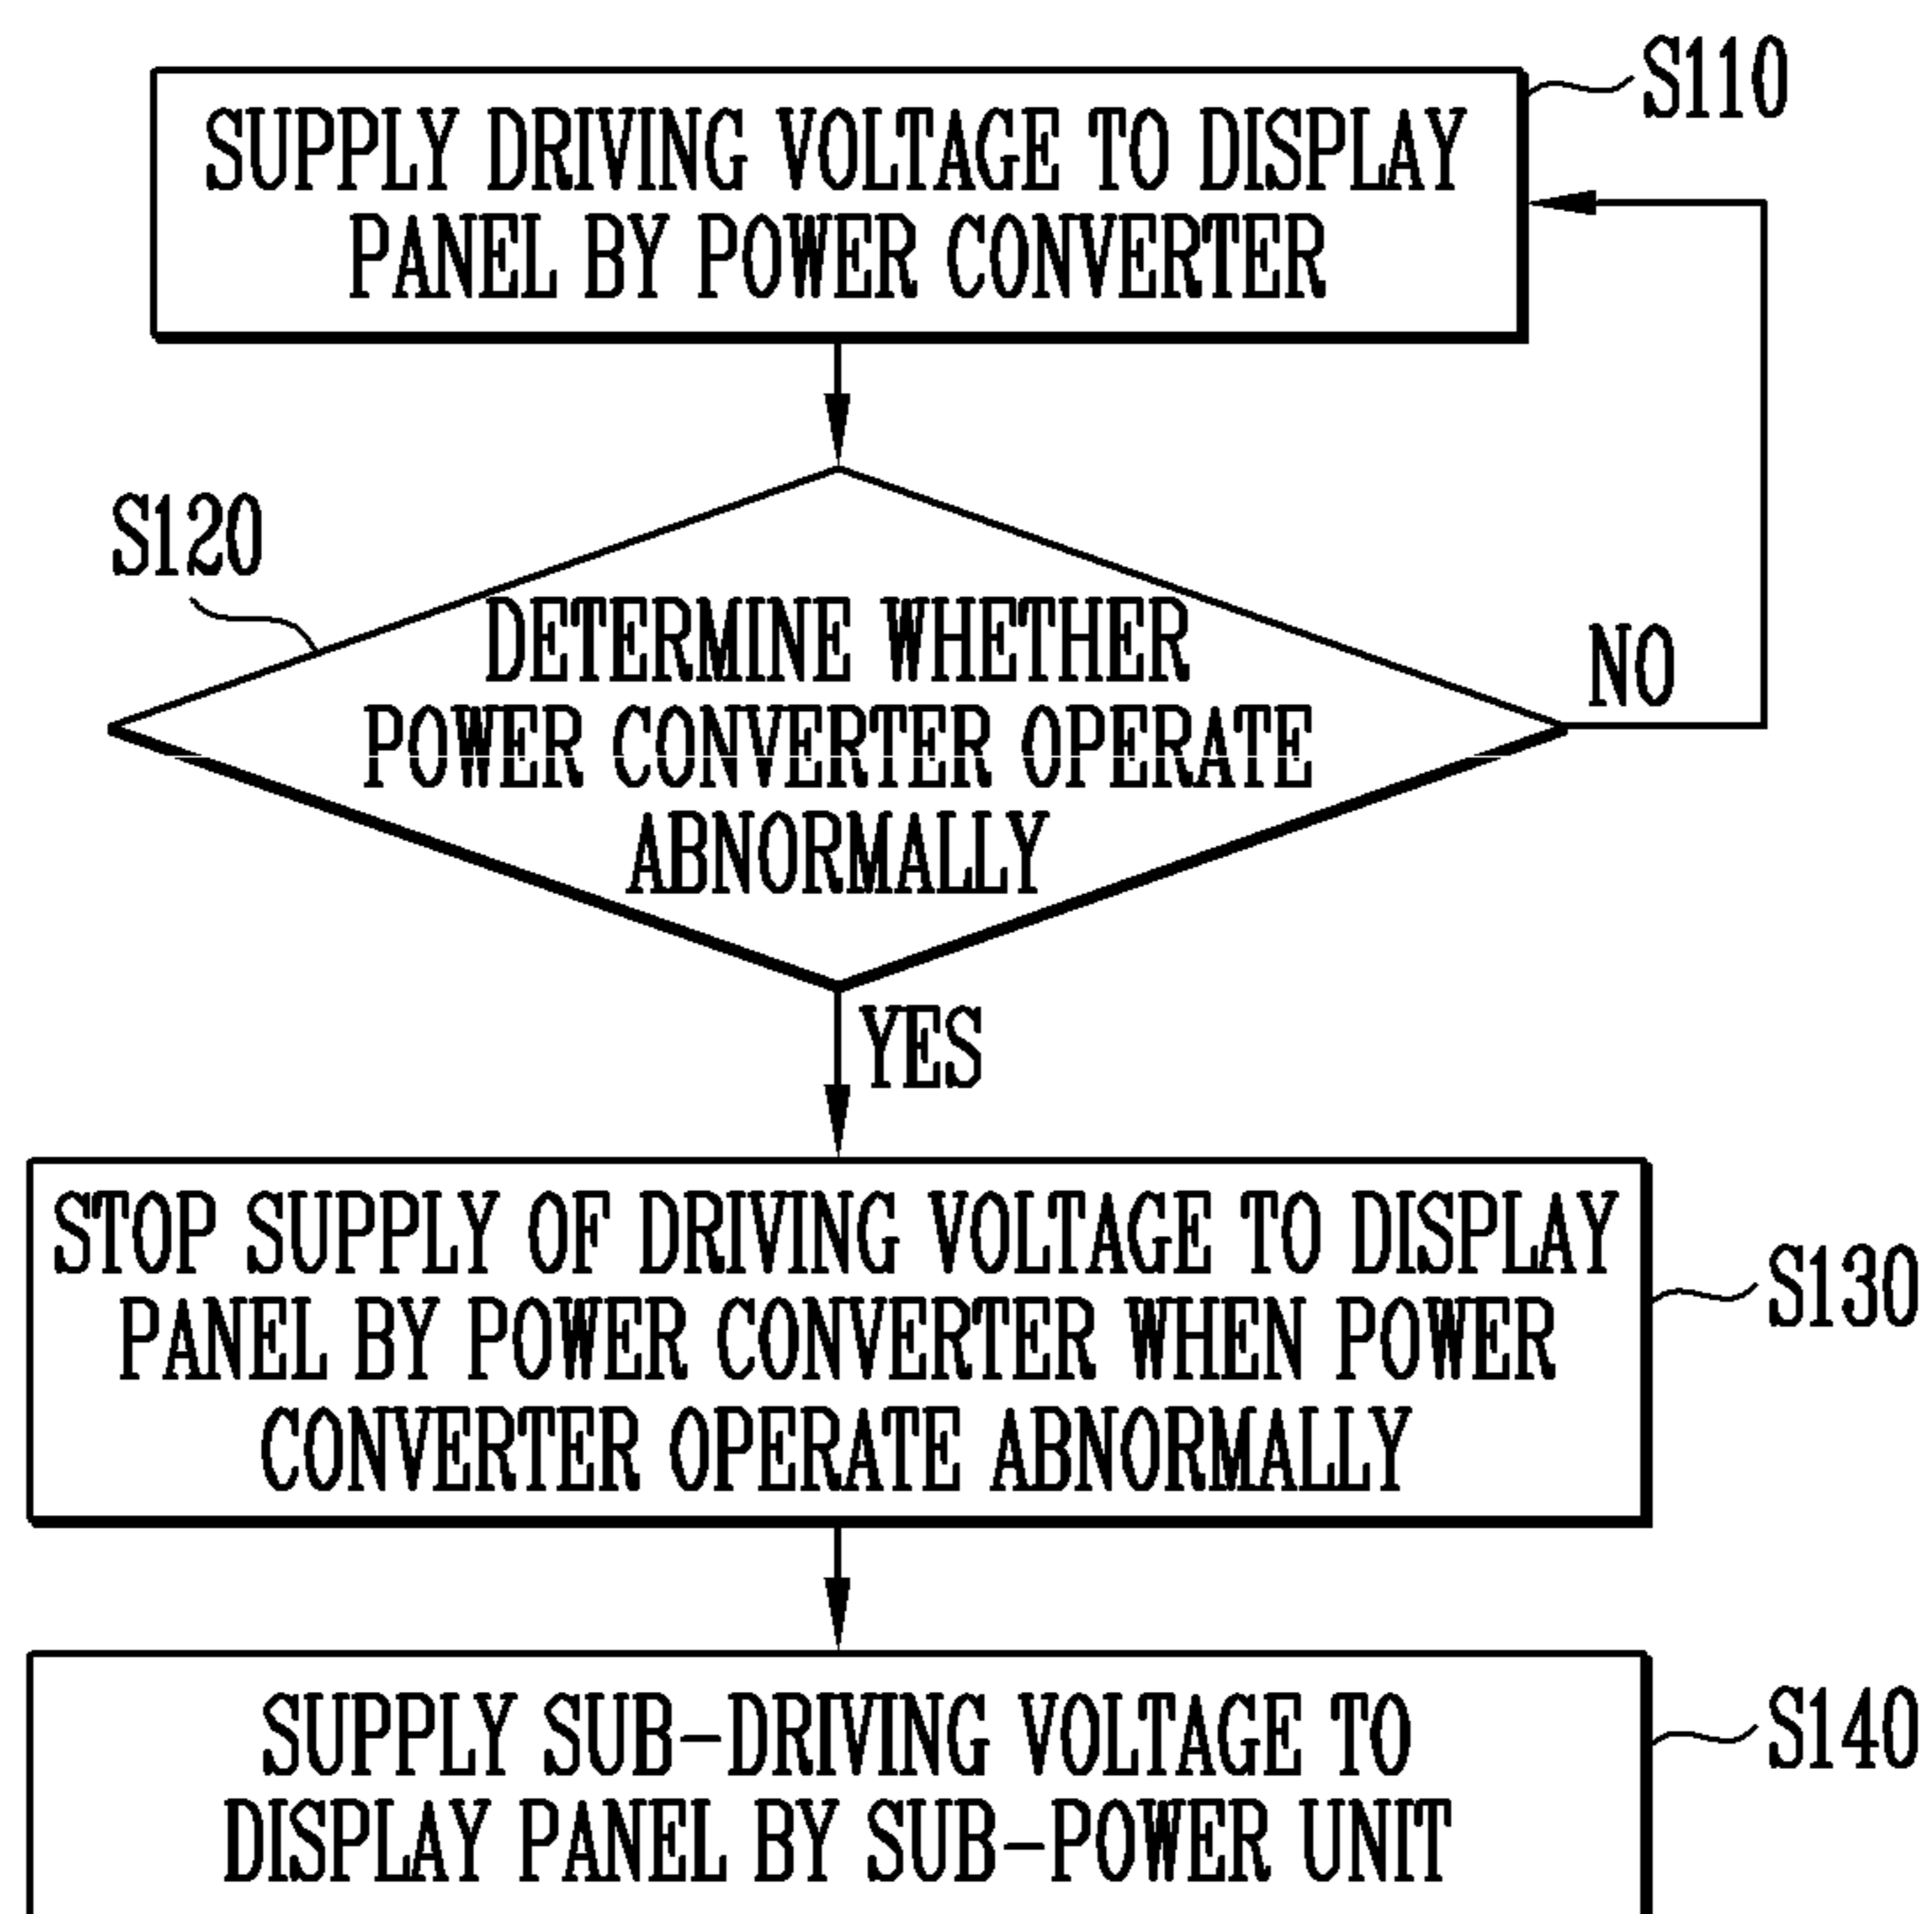 S110
SUPPLY DRIVING VOLTAGE TO DISPLAY
PANEL BY POWER CONVERTER
S120
DETERMINE WHETHER
POWER CONVERTER OPERATE
ABNORMALLY
NO
YES
STOP SUPPLY OF DRIVING VOLTAGE TO DISPLAY
PANEL BY POWER CONVERTER WHEN POWER
CONVERTER OPERATE ABNORMALLY
S130
SUPPLY SUB-DRIVING VOLTAGE TO
DISPLAY PANEL BY SUB-POWER UNIT
S140